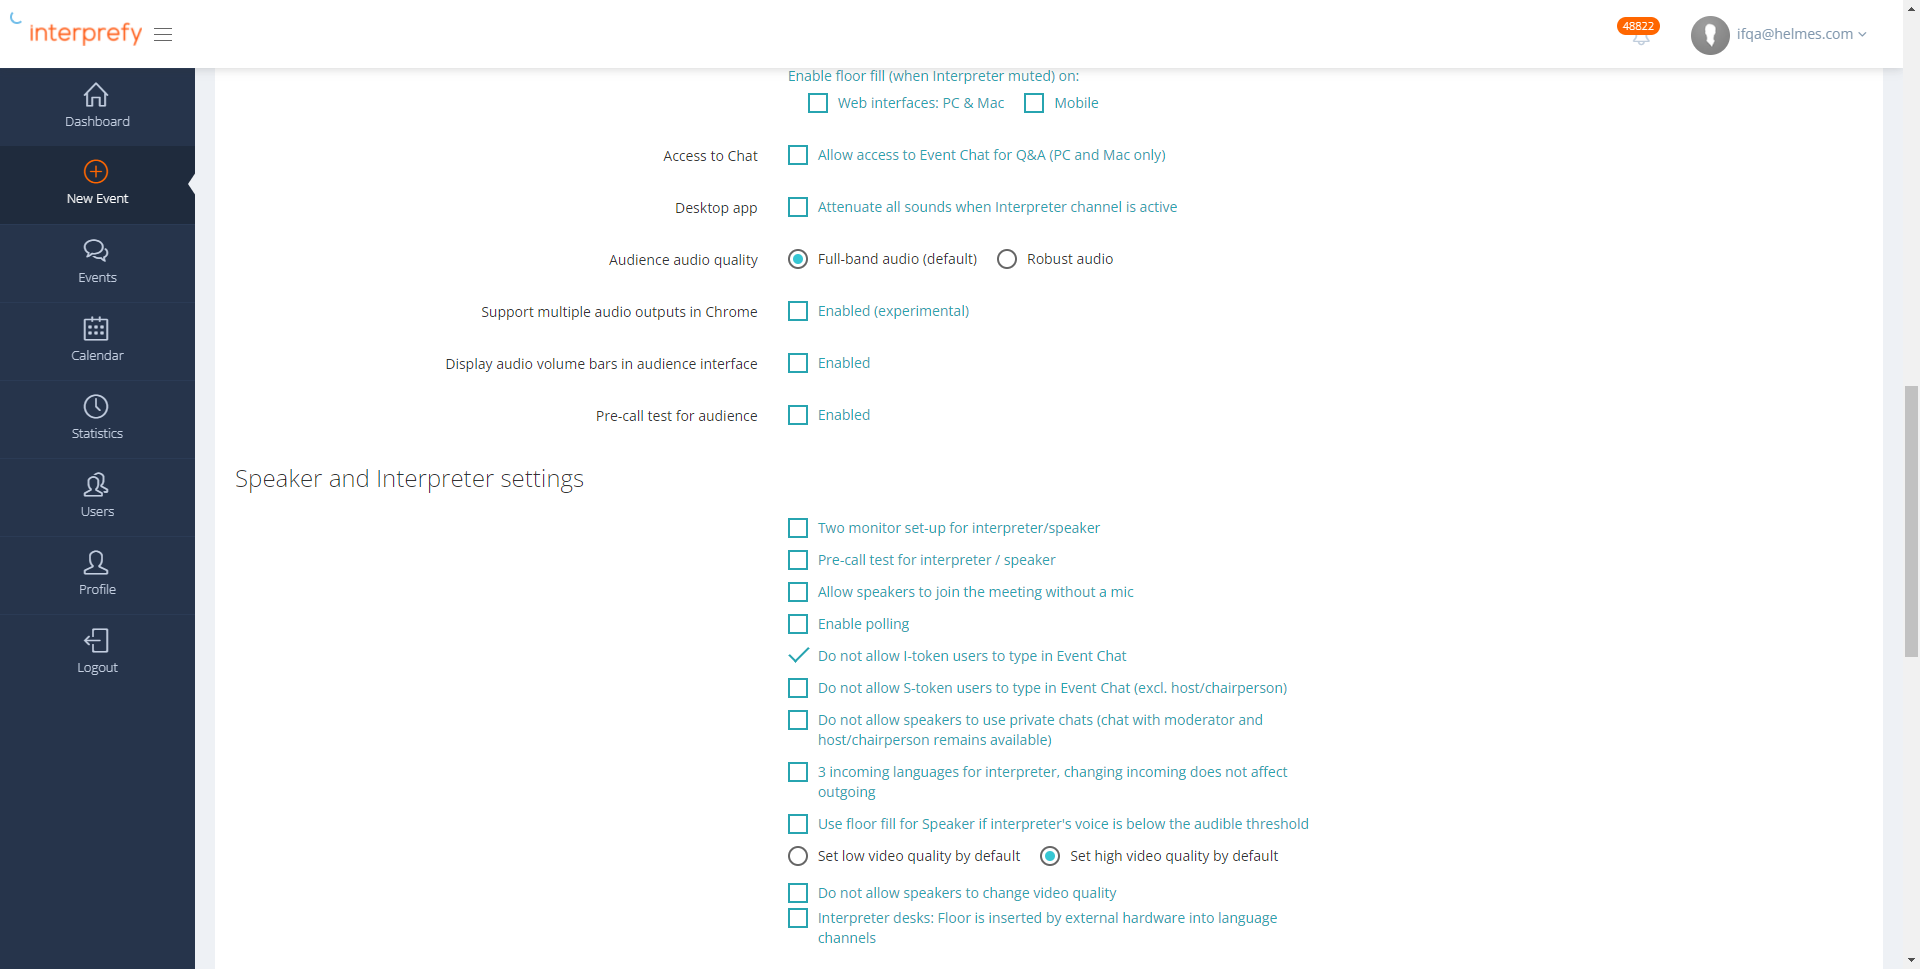 interprefy
48822
ifqa@helmes.com
Dashboard
New Event
Events
Calendar
Statistics
Users
Profile
Logout
Enable floor fill (when Interpreter muted) on:
Web interfaces: PC & Mac Mobile
Access to Chat Allow access to Event Chat for Q&A (PC and Mac only)
Desktop app Attenuate all sounds when Interpreter channel is active
Audience audio quality Full-band audio (default) Robust audio
Support multiple audio outputs in Chrome Enabled (experimental)
Display audio volume bars in audience interface Enabled
Pre-call test for audience Enabled
Speaker and Interpreter settings
Two monitor set-up for interpreter/speaker
Pre-call test for interpreter / speaker
Allow speakers to join the meeting without a mic
Enable polling
Do not allow I-token users to type in Event Chat
Do not allow S-token users to type in Event Chat (excl. host/chairperson)
Do not allow speakers to use private chats (chat with moderator and
host/chairperson remains available)
3 incoming languages for interpreter, changing incoming does not affect
outgoing
Use floor fill for Speaker if interpreter's voice is below the audible threshold
Set low video quality by default Set high video quality by default
Do not allow speakers to change video quality
Interpreter desks: Floor is inserted by external hardware into language
channels